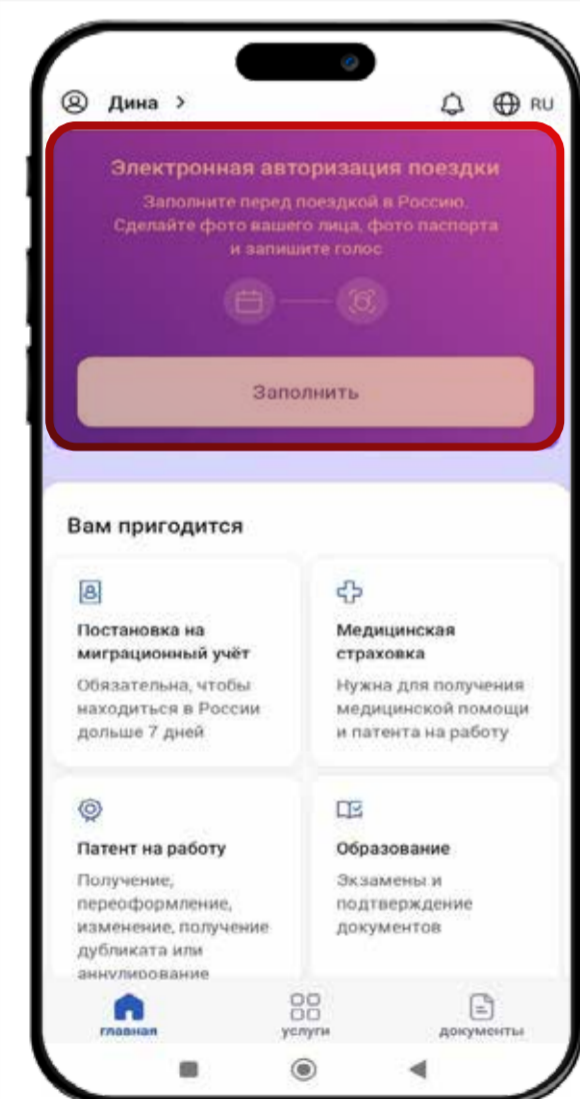 Дина >
RU
Электронная авторизация поездки
Заполните перед поездкой в Россию.
Сделайте фото вашего лица, фото паспорта
и запишите голос
Заполнить
Вам пригодится
Постановка на
миграционный учёт
Обязательна, чтобы
находиться в России
дольше 7 дней
Медицинская
страховка
Нужна для получения
медицинской помощи
и патента на работу
Патент на работу
Получение,
переоформление,
изменение, получение
дубликата или
аннулирование
Образование
Экзамены и
подтверждение
документов
главная
услуги
документы